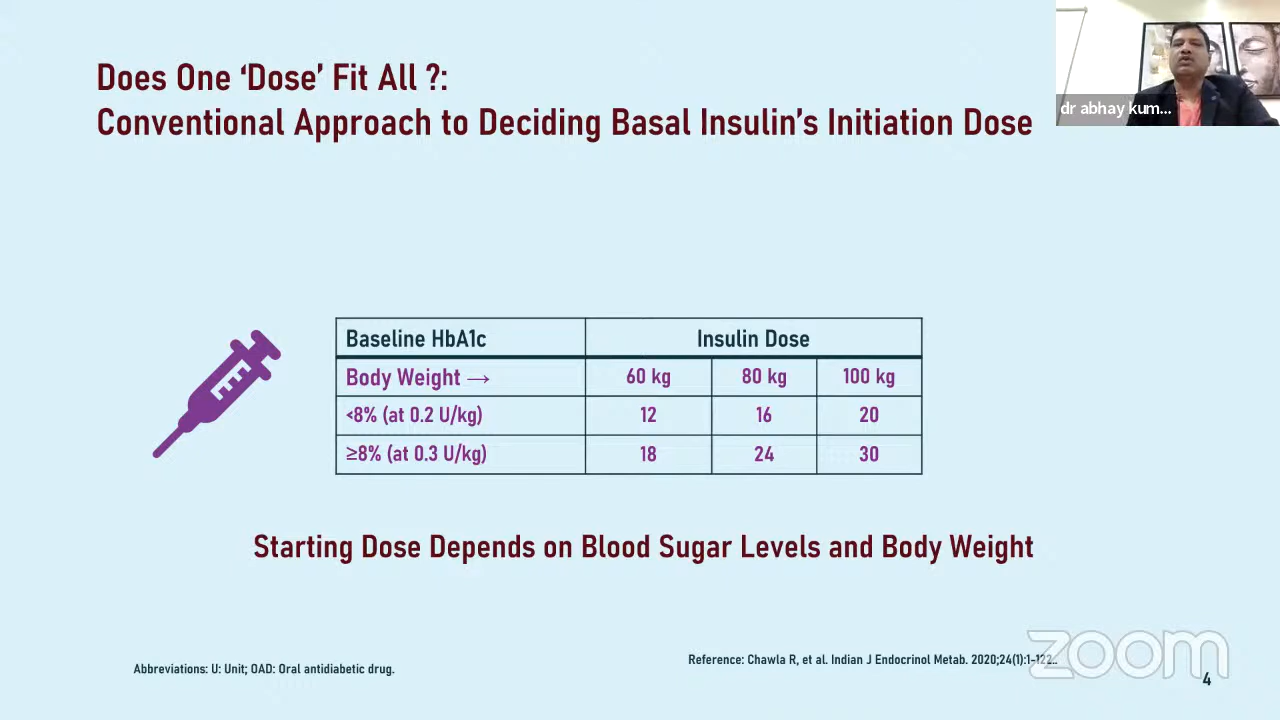 Does One ‘Dose’ Fit All ?:
Conventional Approach to Deciding Basal Insulin’s Initiation Dose
dr abhay kum...
Baseline HbA1c Insulin Dose
Body Weight → 60 kg 80 kg 100 kg
<8% (at 0.2 U/kg) 12 16 20
≥8% (at 0.3 U/kg) 18 24 30
Starting Dose Depends on Blood Sugar Levels and Body Weight
Abbreviations: U: Unit; OAD: Oral antidiabetic drug.
Reference: Chawla R, et al. Indian J Endocrinol Metab. 2020;24(1):1-122..
zoom
4